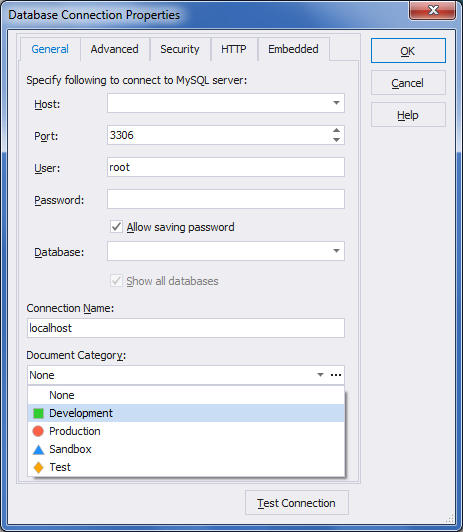 Database Connection Properties
General Advanced Security HTTP Embedded
OK
Cancel
Help
Specify following to connect to MySQL server:
Host:
Port: 3306
User: root
Password:
Allow saving password
Database:
Show all databases
Connection Name:
localhost
Document Category:
None ...
None
Development
Production
Sandbox
Test
Test Connection